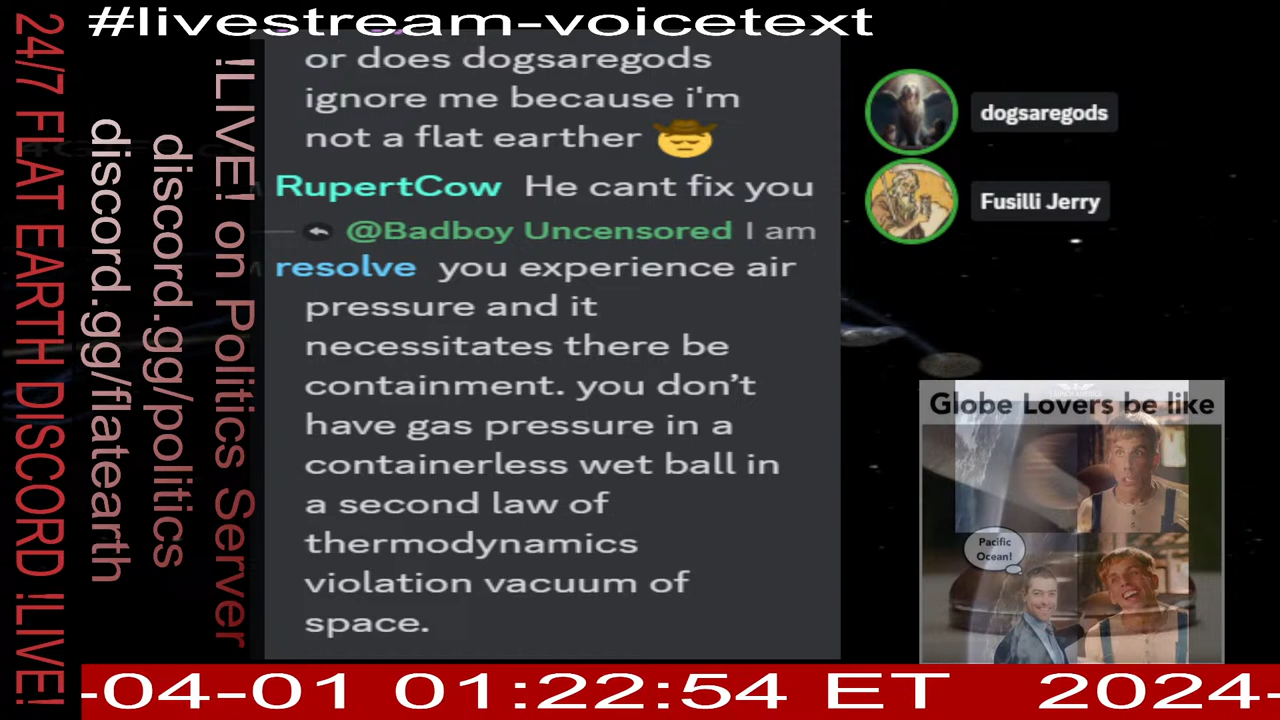 #livestream-voicetext
24/7 FLAT EARTH DISCORD !LIVE!
discord.gg/flatearth
discord.gg/politics
!LIVE! on Politics Server
or does dogsaregods
ignore me because i'm
not a flat earther
RupertCow He cant fix you
@Badboy Uncensored I am
resolve you experience air
pressure and it
necessitates there be
containment. you don’t
have gas pressure in a
containerless wet ball in
a second law of
thermodynamics
violation vacuum of
space.
dogsaregods
Fusilli Jerry
Globe Lovers be like
Pacific
Ocean!
-04-01 01:22:54 ET 2024-